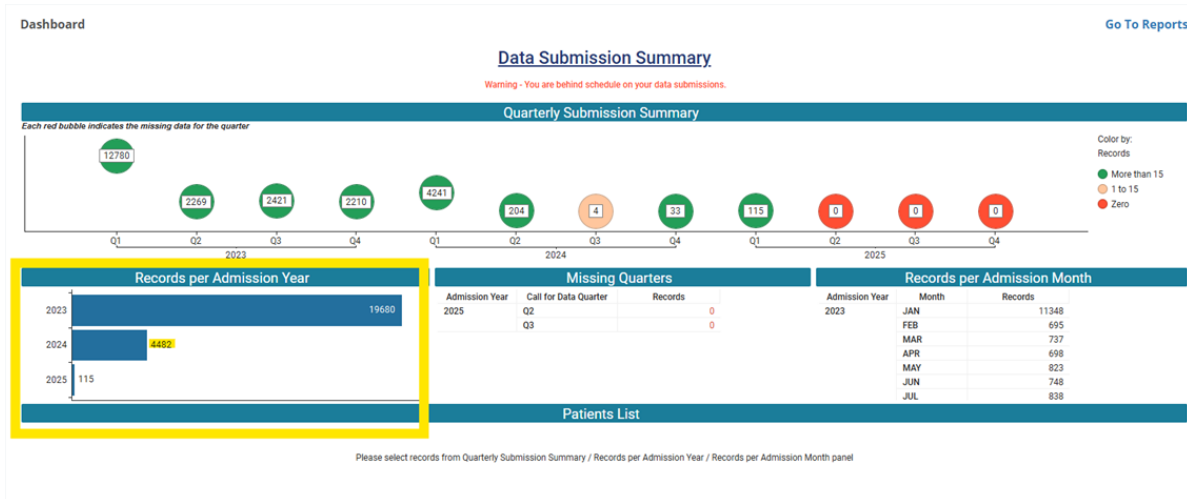 Dashboard
Go To Reports
Data Submission Summary
Warning - You are behind schedule on your data submissions.
Quarterly Submission Summary
Each red bubble indicates the missing data for the quarter
12780
2269
2421
2210
4241
204
4
33
115
0
0
0
Q1 Q2 Q3 Q4 Q1 Q2 Q3 Q4 Q1 Q2 Q3 Q4
2023 2024 2025
Color by:
Records
More than 15
1 to 15
Zero
Records per Admission Year
2023 19680
2024 4482
2025 115
Missing Quarters
Admission Year Call for Data Quarter Records
2025 Q2 0
Q3 0
Records per Admission Month
Admission Year Month Records
2023 JAN 11348
FEB 695
MAR 737
APR 698
MAY 823
JUN 748
JUL 838
Patients List
Please select records from Quarterly Submission Summary / Records per Admission Year / Records per Admission Month panel